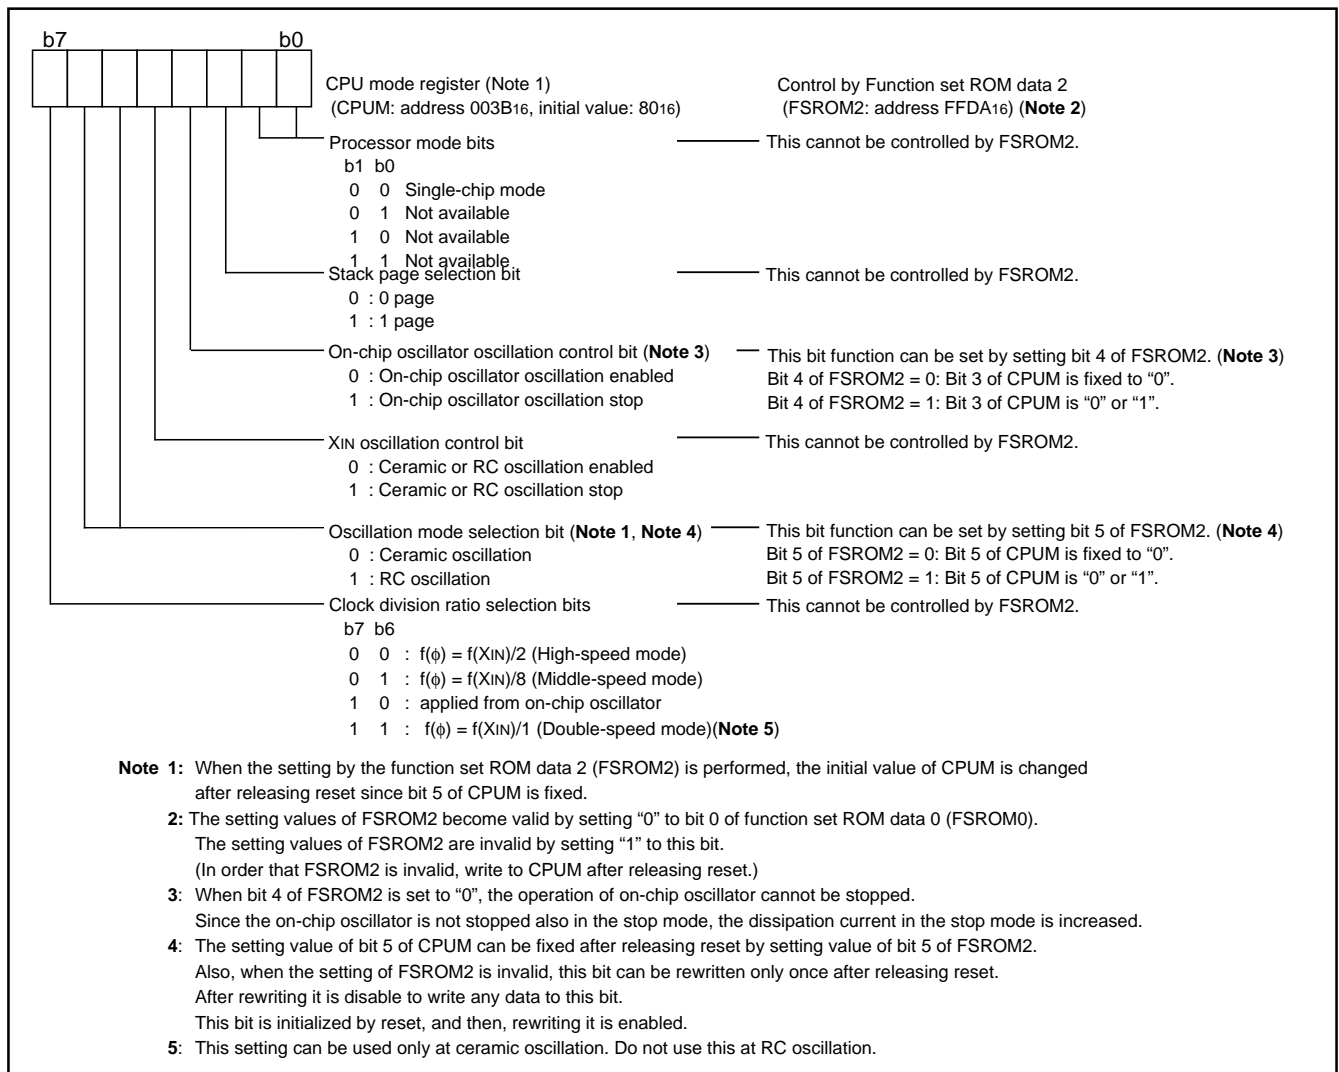 b7 b0
CPU mode register (Note 1) Control by Function set ROM data 2
(CPUM: address 003B16, initial value: 8016) (FSROM2: address FFDA16) (Note 2)
Processor mode bits This cannot be controlled by FSROM2.
b1 b0
0 0 Single-chip mode
0 1 Not available
1 0 Not available
1 1 Not available
Stack page selection bit This cannot be controlled by FSROM2.
0 : 0 page
1 : 1 page
On-chip oscillator oscillation control bit (Note 3) This bit function can be set by setting bit 4 of FSROM2. (Note 3)
0 : On-chip oscillator oscillation enabled Bit 4 of FSROM2 = 0: Bit 3 of CPUM is fixed to “0”.
1 : On-chip oscillator oscillation stop Bit 4 of FSROM2 = 1: Bit 3 of CPUM is “0” or “1”.
XIN oscillation control bit This cannot be controlled by FSROM2.
0 : Ceramic or RC oscillation enabled
1 : Ceramic or RC oscillation stop
Oscillation mode selection bit (Note 1, Note 4) This bit function can be set by setting bit 5 of FSROM2. (Note 4)
0 : Ceramic oscillation Bit 5 of FSROM2 = 0: Bit 5 of CPUM is fixed to “0”.
1 : RC oscillation Bit 5 of FSROM2 = 1: Bit 5 of CPUM is “0” or “1”.
Clock division ratio selection bits This cannot be controlled by FSROM2.
b7 b6
0 0 : f(ϕ) = f(XIN)/2 (High-speed mode)
0 1 : f(ϕ) = f(XIN)/8 (Middle-speed mode)
1 0 : applied from on-chip oscillator
1 1 : f(ϕ) = f(XIN)/1 (Double-speed mode)(Note 5)
Note 1: When the setting by the function set ROM data 2 (FSROM2) is performed, the initial value of CPUM is changed
after releasing reset since bit 5 of CPUM is fixed.
2: The setting values of FSROM2 become valid by setting “0” to bit 0 of function set ROM data 0 (FSROM0).
The setting values of FSROM2 are invalid by setting “1” to this bit.
(In order that FSROM2 is invalid, write to CPUM after releasing reset.)
3: When bit 4 of FSROM2 is set to “0”, the operation of on-chip oscillator cannot be stopped.
Since the on-chip oscillator is not stopped also in the stop mode, the dissipation current in the stop mode is increased.
4: The setting value of bit 5 of CPUM can be fixed after releasing reset by setting value of bit 5 of FSROM2.
Also, when the setting of FSROM2 is invalid, this bit can be rewritten only once after releasing reset.
After rewriting it is disable to write any data to this bit.
This bit is initialized by reset, and then, rewriting it is enabled.
5: This setting can be used only at ceramic oscillation. Do not use this at RC oscillation.